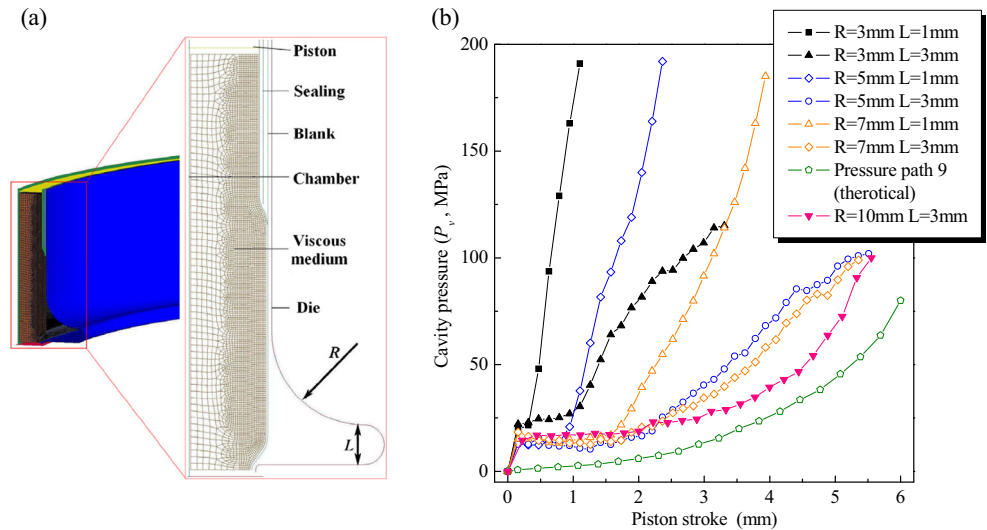 (a)
Piston
Sealing
Blank
Chamber
Viscous
medium
Die
R
L
(b)
200
150
100
50
0
Cavity pressure (Pv , MPa)
0 1 2 3 4 5 6
Piston stroke (mm)
R=3mm L=1mm
R=3mm L=3mm
R=5mm L=1mm
R=5mm L=3mm
R=7mm L=1mm
R=7mm L=3mm
Pressure path 9
(therotical)
R=10mm L=3mm